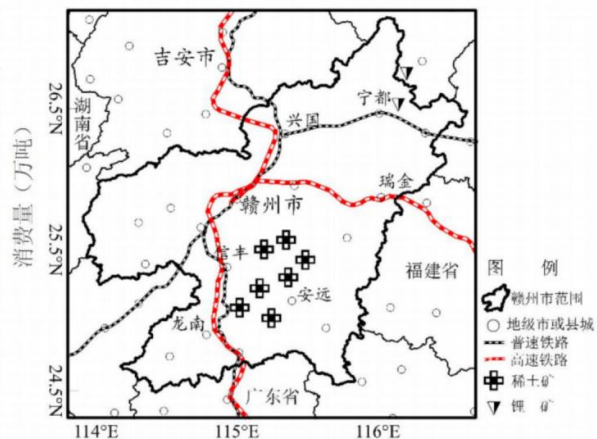 消费量（万吨）
26.5°N
25.5°N
24.5°N
吉安市
湖南省
宁都
兴国
瑞金
赣州市
信丰
福建省
安远
龙南
广东省
114°E 115°E 116°E
图 例
赣州市范围
地级市或县城
普速铁路
高速铁路
稀土矿
锂 矿